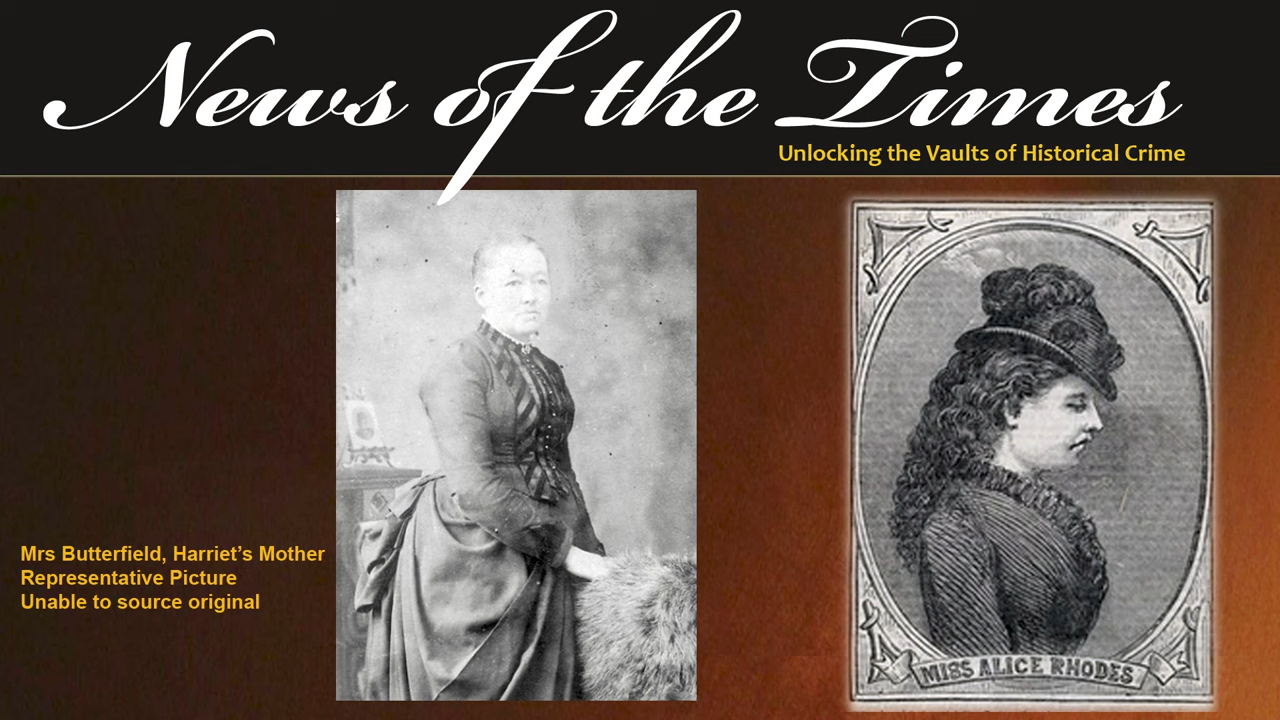 News of the Times
Unlocking the Vaults of Historical Crime
Mrs Butterfield, Harriet’s Mother
Representative Picture
Unable to source original
MISS ALICE RHODES